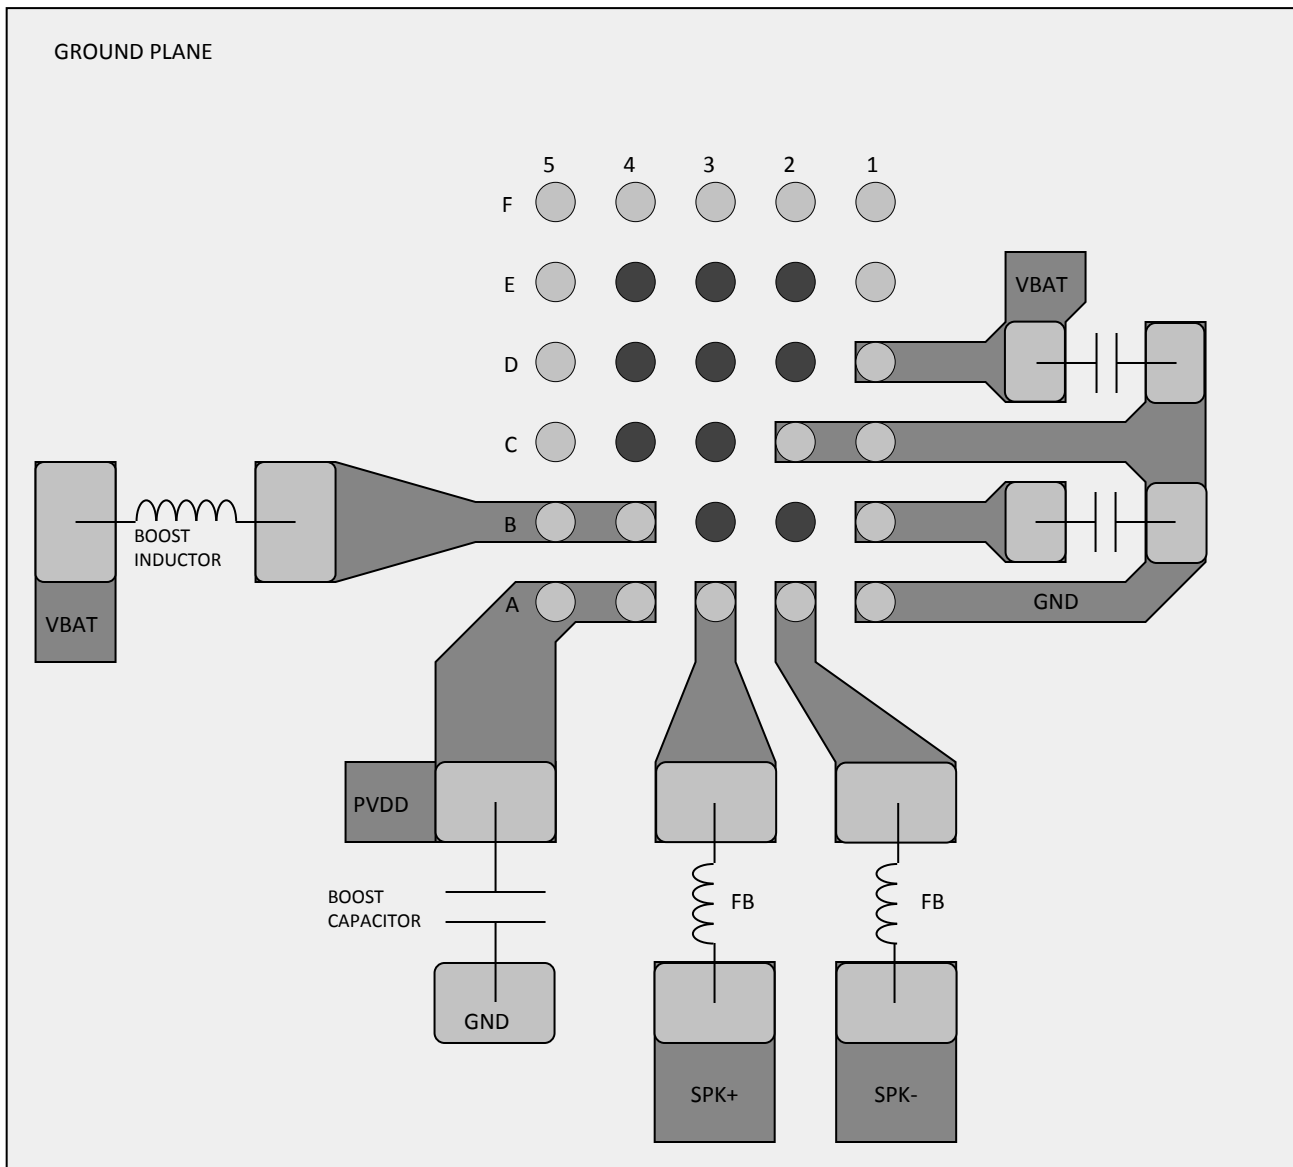 GROUND PLANE
5 4 3 2 1
F
E
VBAT
D
C
B
BOOST
INDUCTOR
A
GND
VBAT
PVDD
BOOST
CAPACITOR
FB
FB
GND
SPK+
SPK-